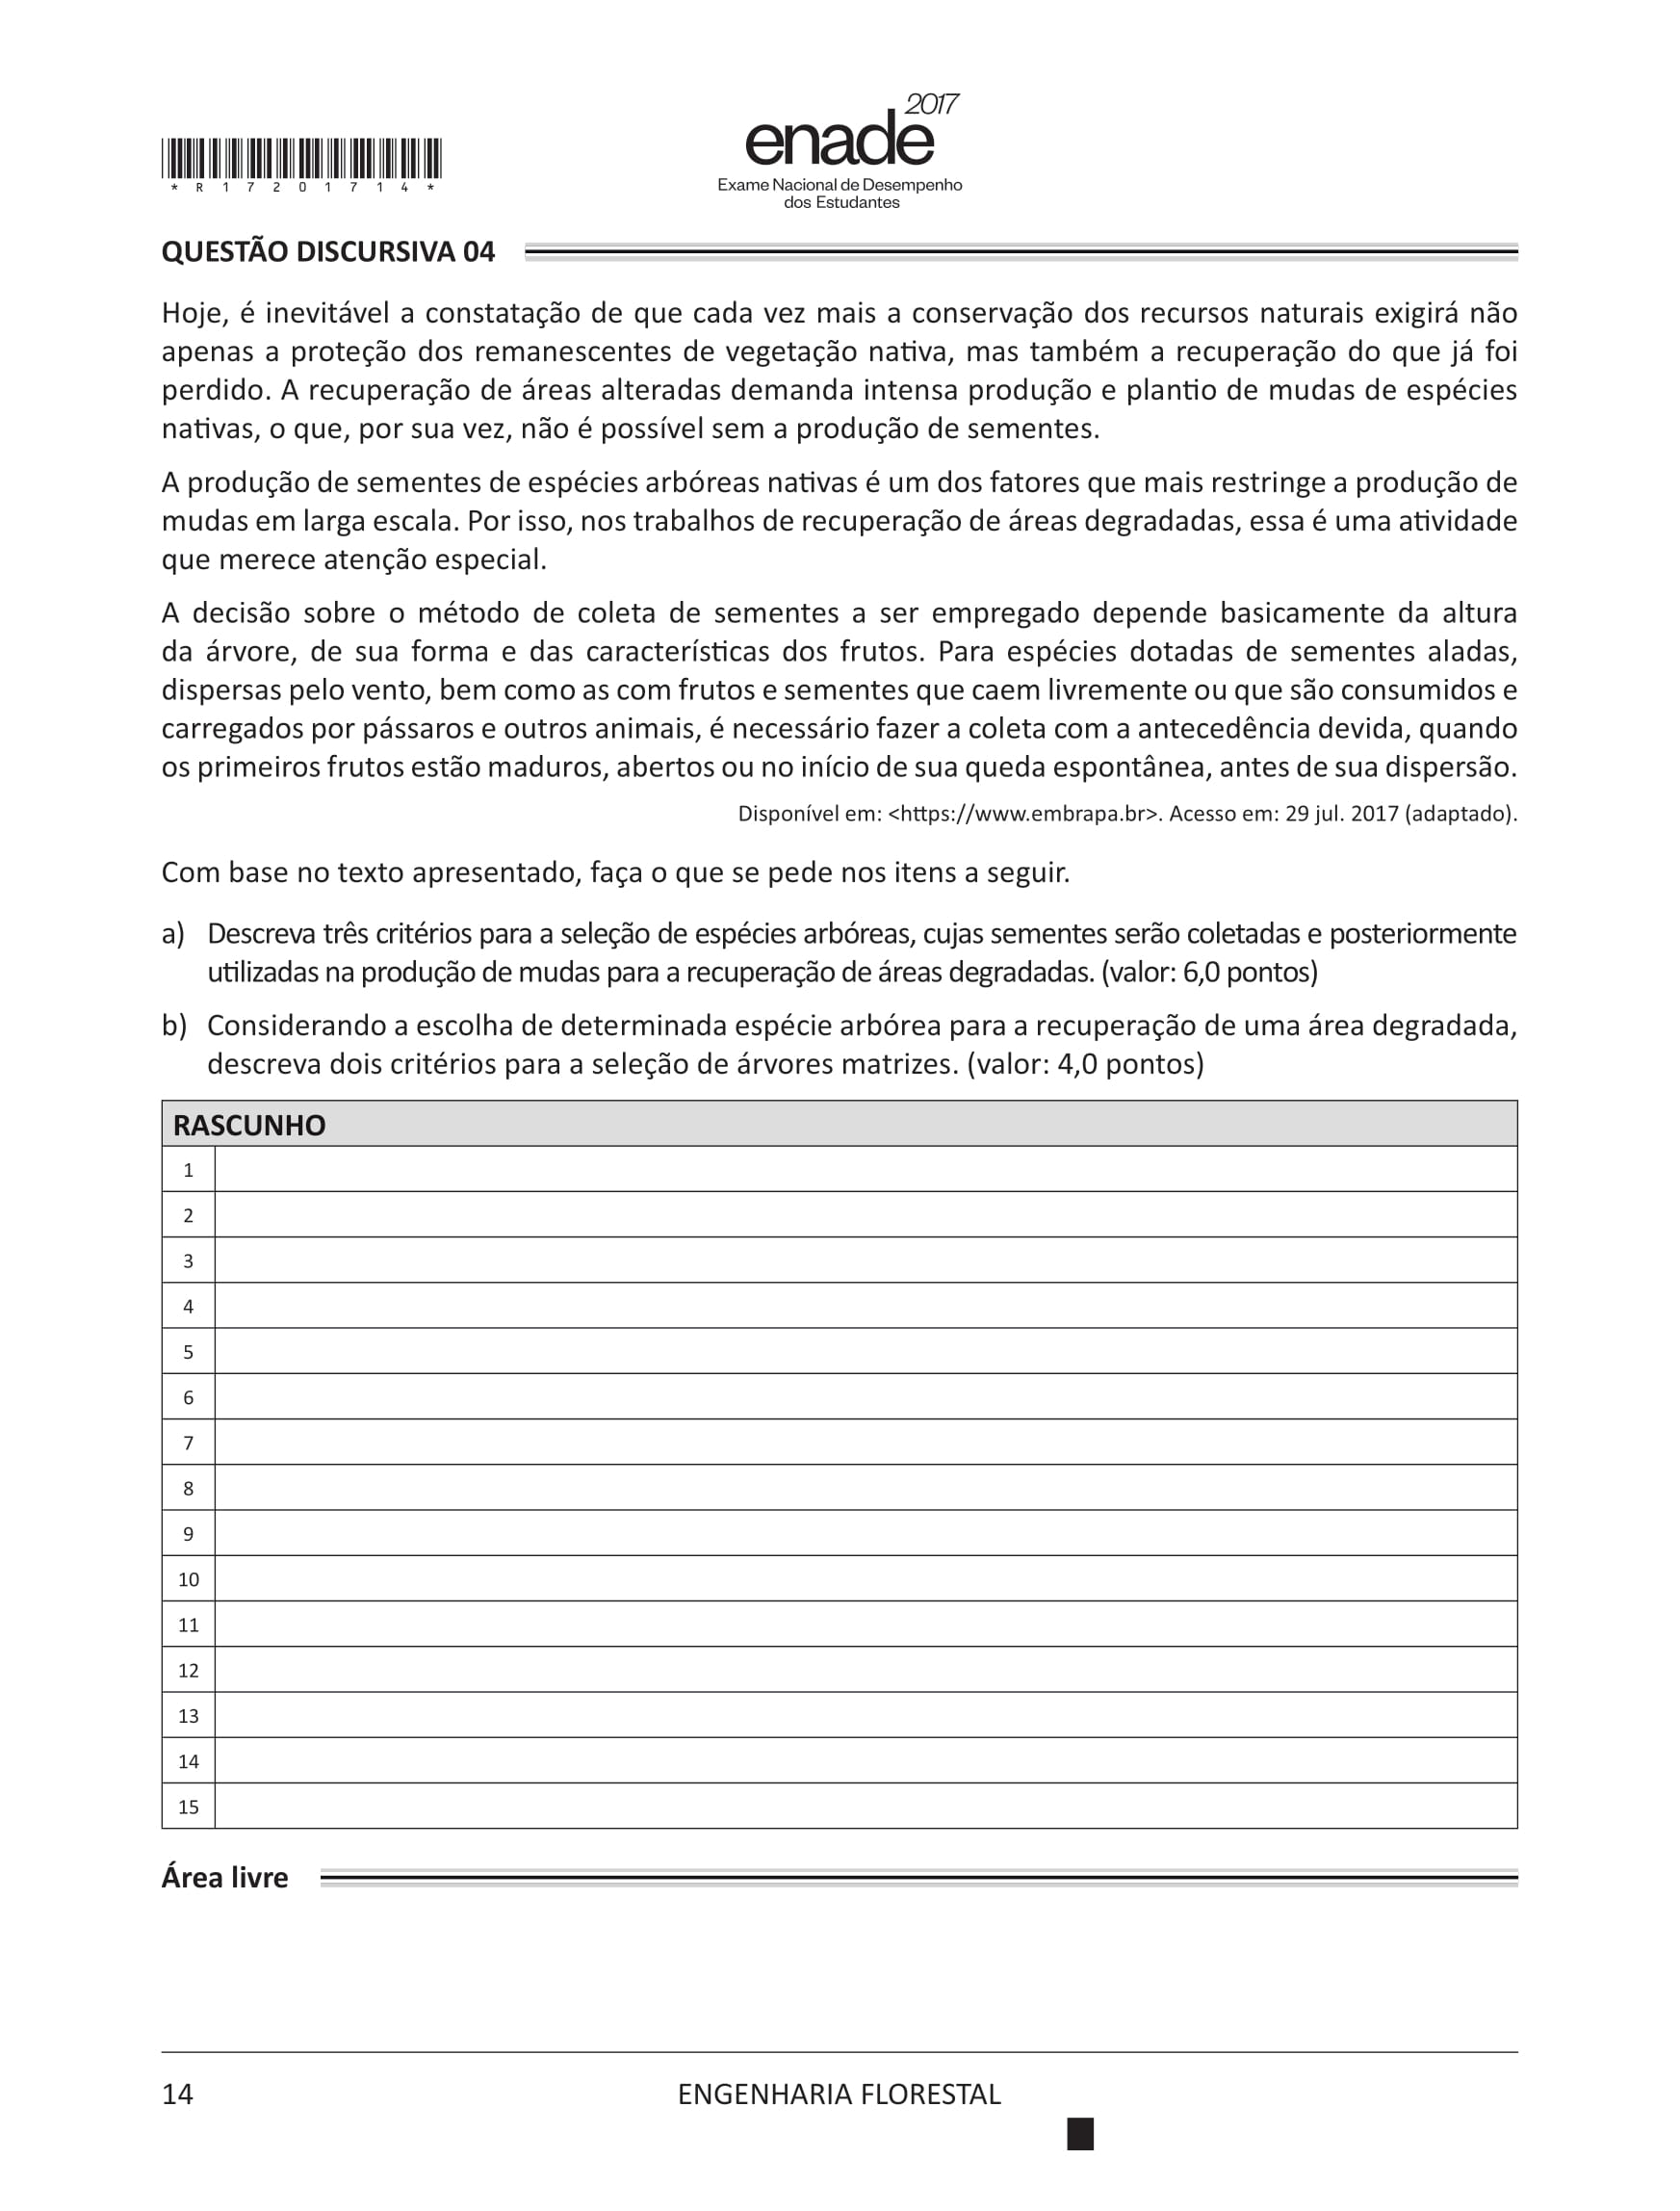 2017
enade
Exame Nacional de Desempenho
dos Estudantes
*R17201714*
QUESTÃO DISCURSIVA 04
Hoje, é inevitável a constatação de que cada vez mais a conservação dos recursos naturais exigirá não
apenas a proteção dos remanescentes de vegetação nativa, mas também a recuperação do que já foi
perdido. A recuperação de áreas alteradas demanda intensa produção e plantio de mudas de espécies
nativas, o que, por sua vez, não é possível sem a produção de sementes.
A produção de sementes de espécies arbóreas nativas é um dos fatores que mais restringe a produção de
mudas em larga escala. Por isso, nos trabalhos de recuperação de áreas degradadas, essa é uma atividade
que merece atenção especial.
A decisão sobre o método de coleta de sementes a ser empregado depende basicamente da altura
da árvore, de sua forma e das características dos frutos. Para espécies dotadas de sementes aladas,
dispersas pelo vento, bem como as com frutos e sementes que caem livremente ou que são consumidos e
carregados por pássaros e outros animais, é necessário fazer a coleta com a antecedência devida, quando
os primeiros frutos estão maduros, abertos ou no início de sua queda espontânea, antes de sua dispersão.
Disponível em: <https://www.embrapa.br>. Acesso em: 29 jul. 2017 (adaptado).
Com base no texto apresentado, faça o que se pede nos itens a seguir.
a) Descreva três critérios para a seleção de espécies arbóreas, cujas sementes serão coletadas e posteriormente
utilizadas na produção de mudas para a recuperação de áreas degradadas. (valor: 6,0 pontos)
b) Considerando a escolha de determinada espécie arbórea para a recuperação de uma área degradada,
descreva dois critérios para a seleção de árvores matrizes. (valor: 4,0 pontos)
RASCUNHO
1
2
3
4
5
6
7
8
9
10
11
12
13
14
15
Área livre
14
ENGENHARIA FLORESTAL